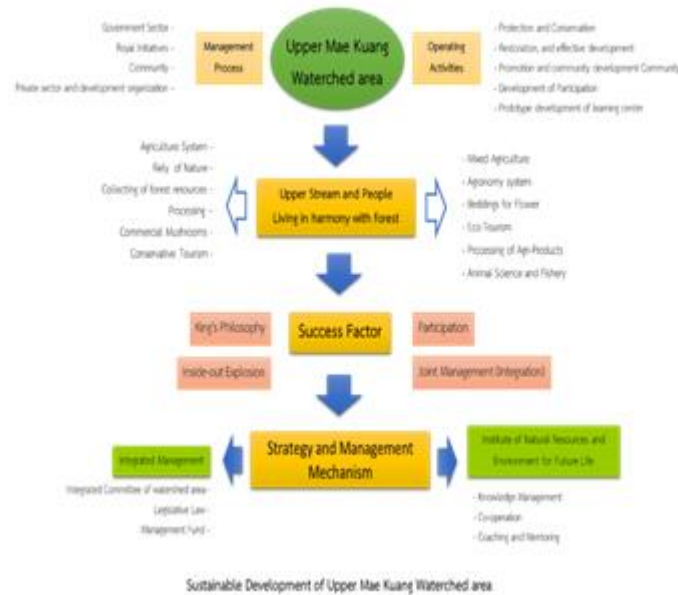 Government Sector -
Royal Initiatives -
Community -
Private sector and development organization -
Management
Process
Upper Mae Kuang
Waterched area
Operating
Activities
- Protection and Conservation
- Restoration, and effective development
- Promotion and community development Community
- Development of Participation
- Prototype development of learning center
Agriculture System -
Rely of Nature -
Collecting of forest resources -
Processing -
Commercial Mushrooms -
Conservative Tourism -
Upper Stream and People
Living in harmony with forest
- Mixed Agriculture
- Agronomy system
- Beddings for Flower
- Eco Tourism
- Processing of Agri-Products
- Animal Science and Fishery
King's Philosophy
Inside-out Explosion
Success Factor
Participation
Joint Management (Integration)
Integrated Management
Integrated Committee of watershed area-
Legislative Law-
Management Fund -
Strategy and Management
Mechanism
Institute of Natural Resources and
Environment for Future Life
- Knowledge Management
- Co-operation
- Coaching and Mentoring
Sustainable Development of Upper Mae Kuang Waterched area